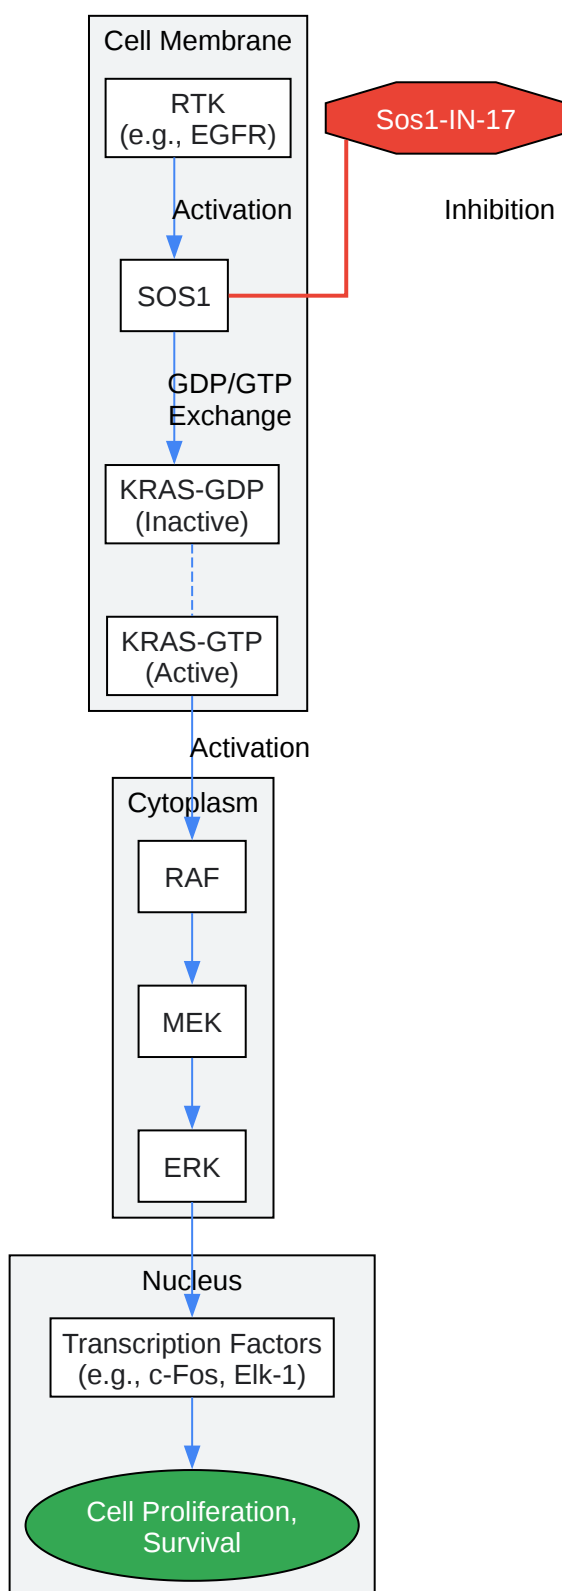 Cell Membrane
RTK
(e.g., EGFR)
Sos1-IN-17
Activation
Inhibition
SOS1
GDP/GTP
Exchange
KRAS-GDP
(Inactive)
KRAS-GTP
(Active)
Activation
Cytoplasm
RAF
MEK
ERK
Nucleus
Transcription Factors
(e.g., c-Fos, Elk-1)
Cell Proliferation,
Survival